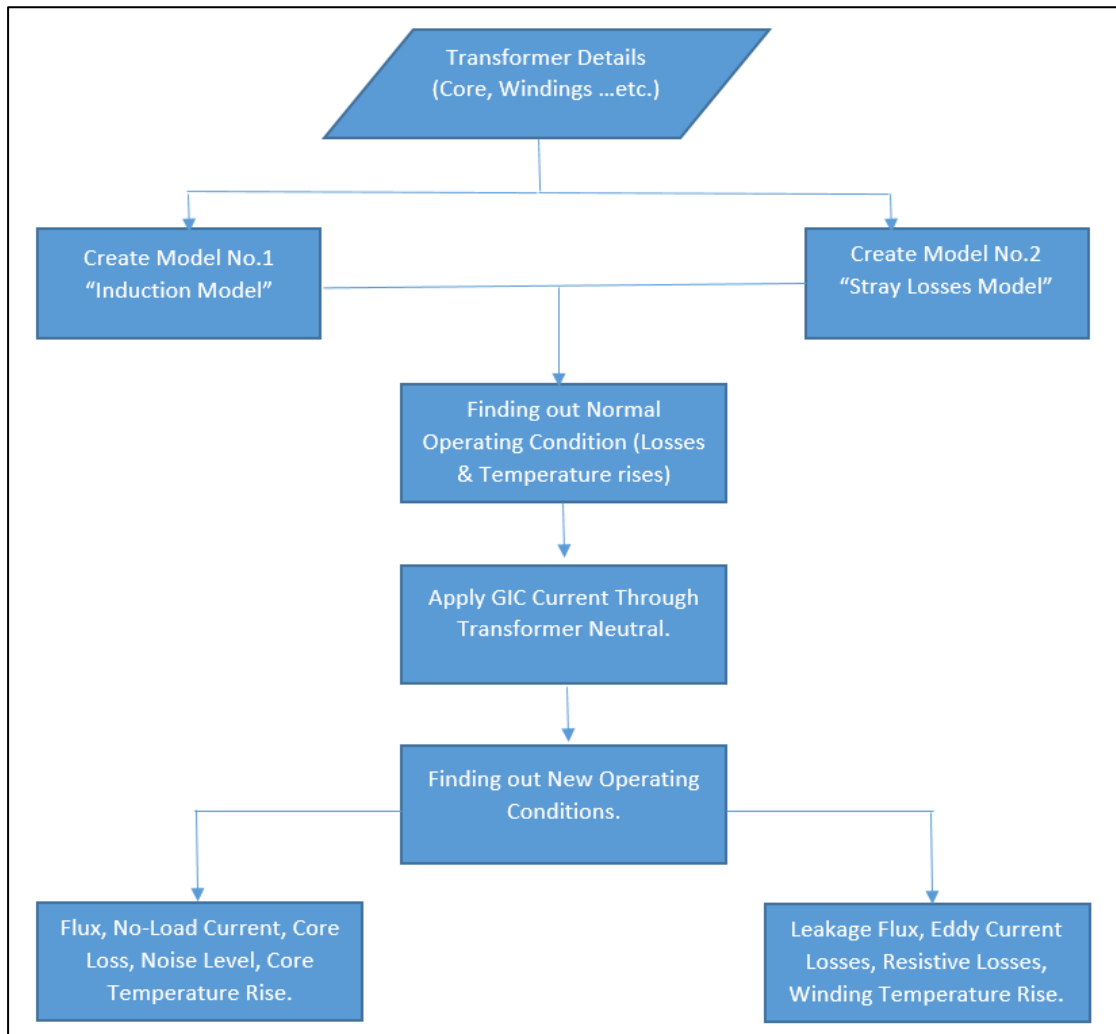 Transformer Details
(Core, Windings ...etc.)
Create Model No.1
“Induction Model”
Create Model No.2
“Stray Losses Model”
Finding out Normal
Operating Condition (Losses
& Temperature rises)
Apply GIC Current Through
Transformer Neutral.
Finding out New Operating
Conditions.
Flux, No-Load Current, Core
Loss, Noise Level, Core
Temperature Rise.
Leakage Flux, Eddy Current
Losses, Resistive Losses,
Winding Temperature Rise.